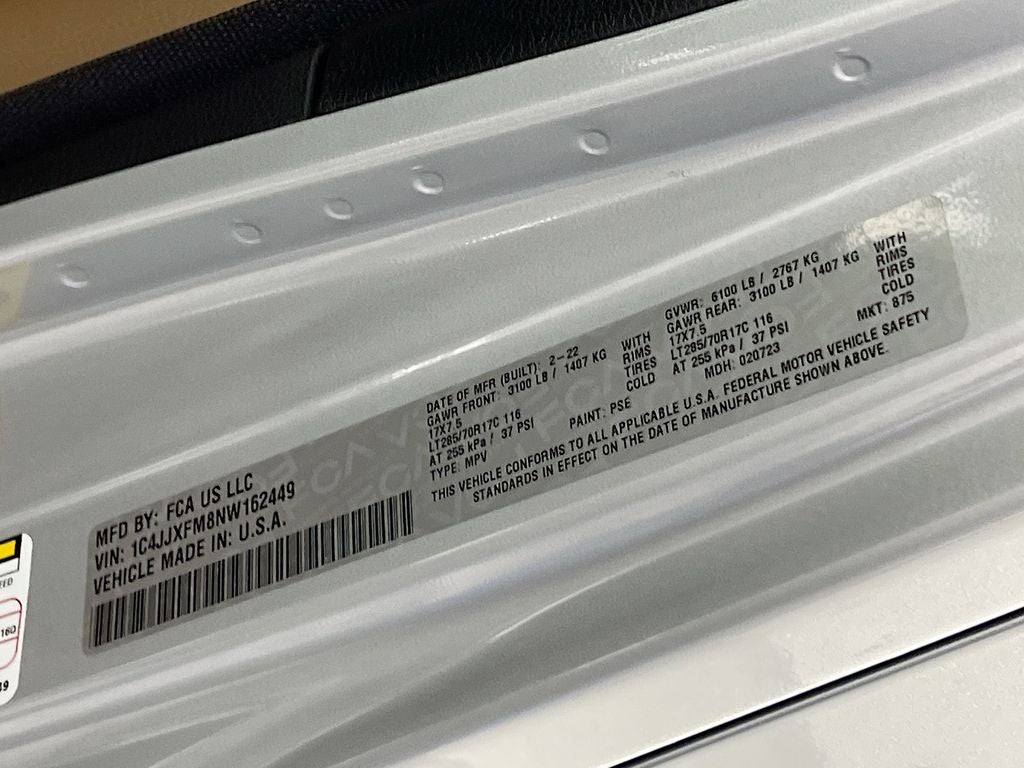 MFD BY: FCA US LLC
VIN: 1C4JJXFM8NW162449
VEHICLE MADE IN: U.S.A.
DATE OF MFR (BUILT): 2-22
GAWR FRONT: 3100 LB / 1407 KG WITH
17X7.5 RIMS
LT285/70R17C 116 TIRES
AT 255 kPa / 37 PSI COLD
TYPE: MPV PAINT: PSE
GVWR: 6100 LB / 2767 KG
GAWR REAR: 3100 LB / 1407 KG WITH
17X7.5 RIMS
LT285/70R17C 116 TIRES
AT 255 kPa / 37 PSI COLD
MDH: 020723 MKT: 875
THIS VEHICLE CONFORMS TO ALL APPLICABLE U.S.A. FEDERAL MOTOR VEHICLE SAFETY
STANDARDS IN EFFECT ON THE DATE OF MANUFACTURE SHOWN ABOVE.